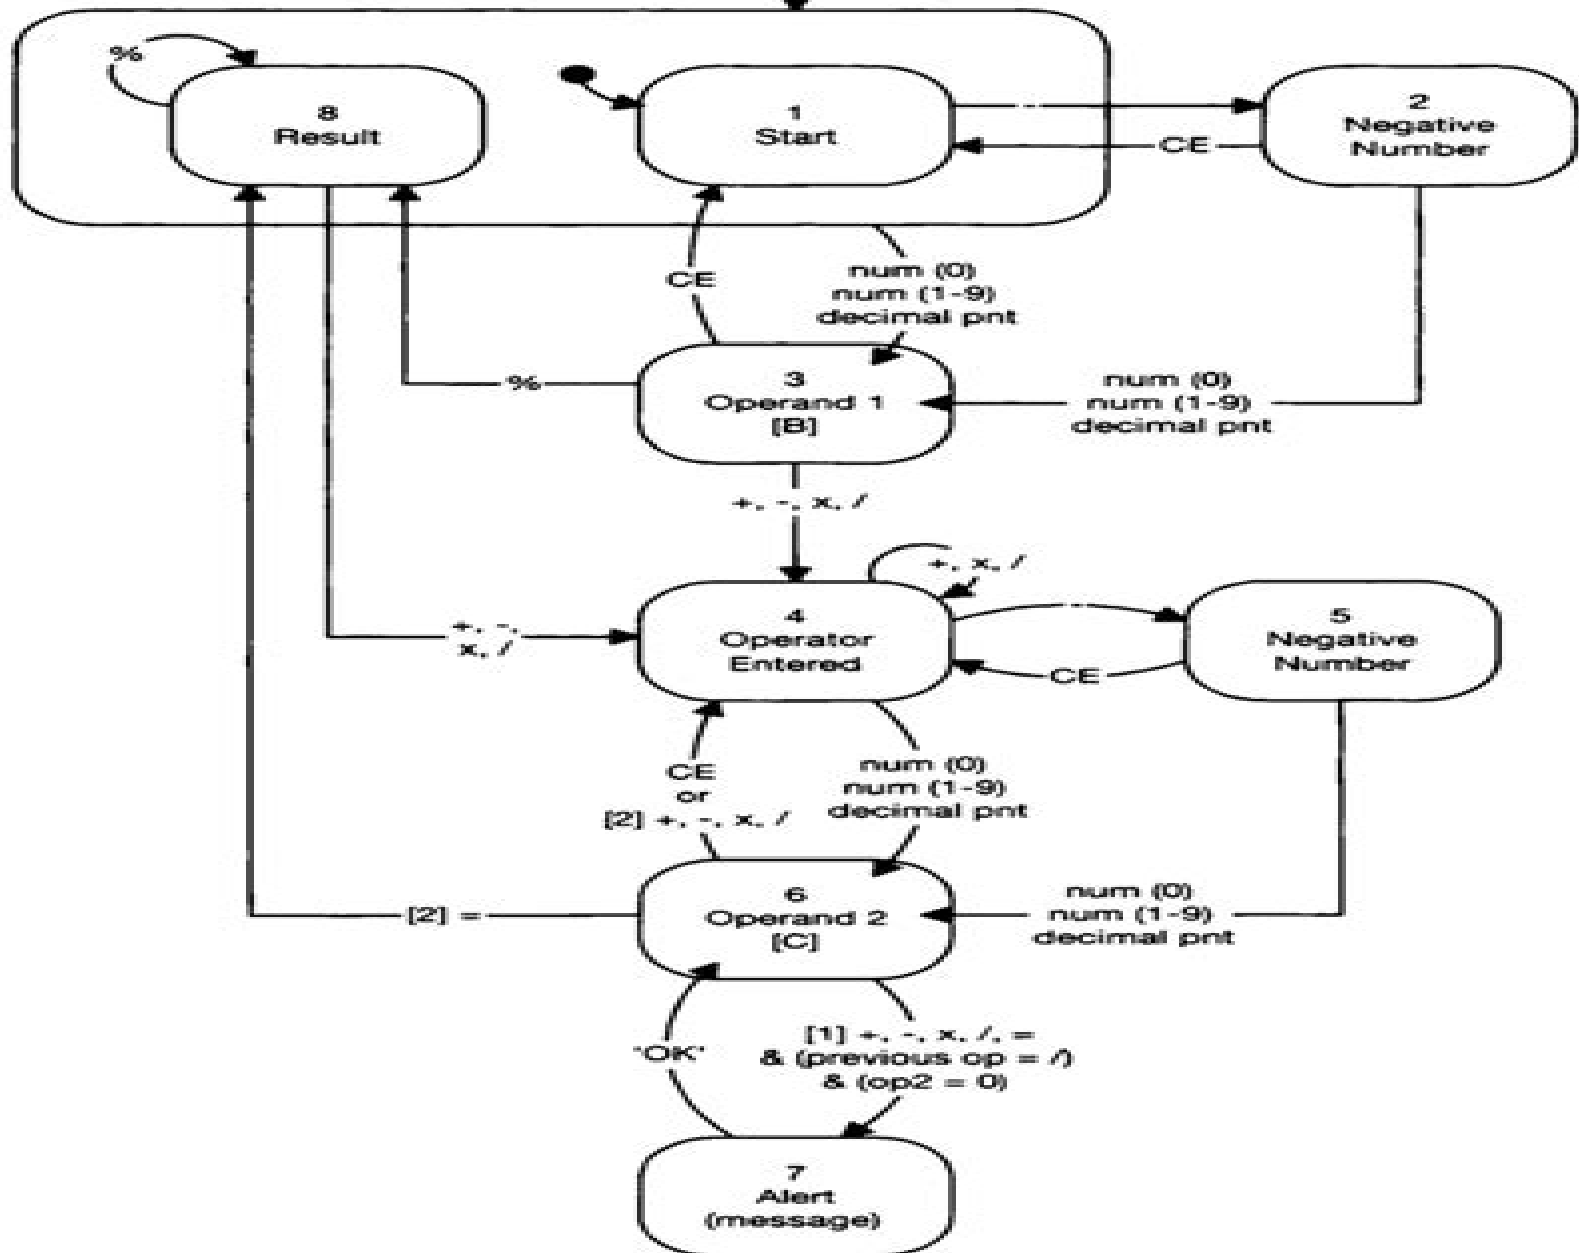 %
8
Result
1
Start
-
2
Negative
Number
CE
CE
num (0)
num (1-9)
decimal pnt
%
3
Operand 1
[B]
num (0)
num (1-9)
decimal pnt
+, -, x, /
+, x, /
+, -,
x, /
4
Operator
Entered
-
5
Negative
Number
CE
CE
or
[2] +, -, x, /
num (0)
num (1-9)
decimal pnt
[2] =
6
Operand 2
[C]
num (0)
num (1-9)
decimal pnt
"OK"
[1] +, -, x, /, =
& (previous op = /)
& (op2 = 0)
7
Alert
(message)